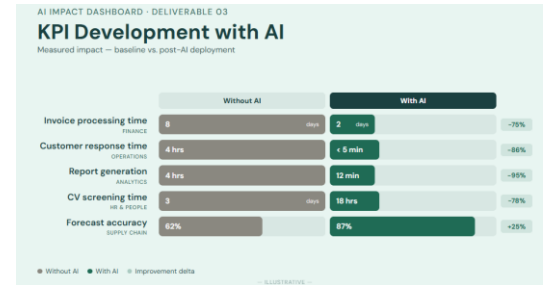 AI IMPACT DASHBOARD · DELIVERABLE 03
KPI Development with AI
Measured impact — baseline vs. post-AI deployment
Without AI
With AI
Invoice processing time
FINANCE
8 days
2 days
-75%
Customer response time
OPERATIONS
4 hrs
< 5 min
-86%
Report generation
ANALYTICS
4 hrs
12 min
-95%
CV screening time
HR & PEOPLE
3 days
18 hrs
-78%
Forecast accuracy
SUPPLY CHAIN
62%
87%
+25%
Without AI With AI Improvement delta
— ILLUSTRATIVE —